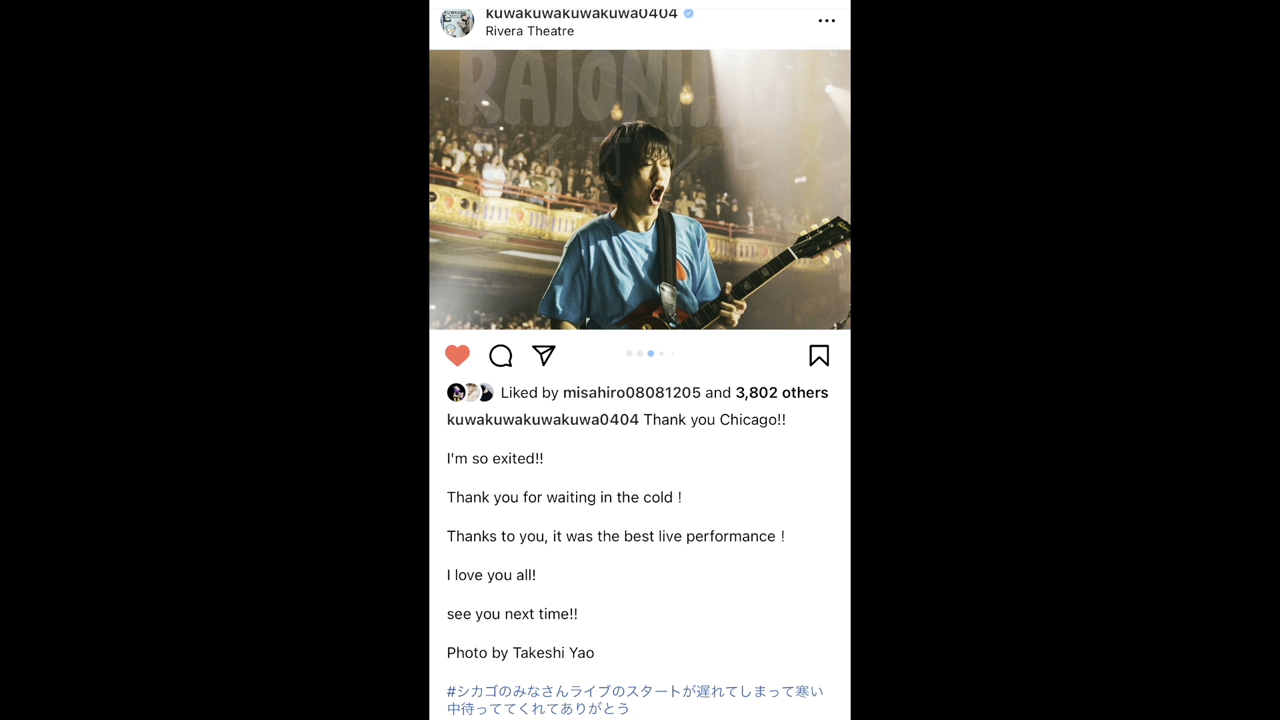 kuwakuwakuwakuwa0404
Rivera Theatre
Liked by misahiro08081205 and 3,802 others
kuwakuwakuwakuwa0404 Thank you Chicago!!
I'm so exited!!
Thank you for waiting in the cold !
Thanks to you, it was the best live performance !
I love you all!
see you next time!!
Photo by Takeshi Yao
#シカゴのみなさんライブのスタートが遅れてしまって寒い
中待っててくれてありがとう